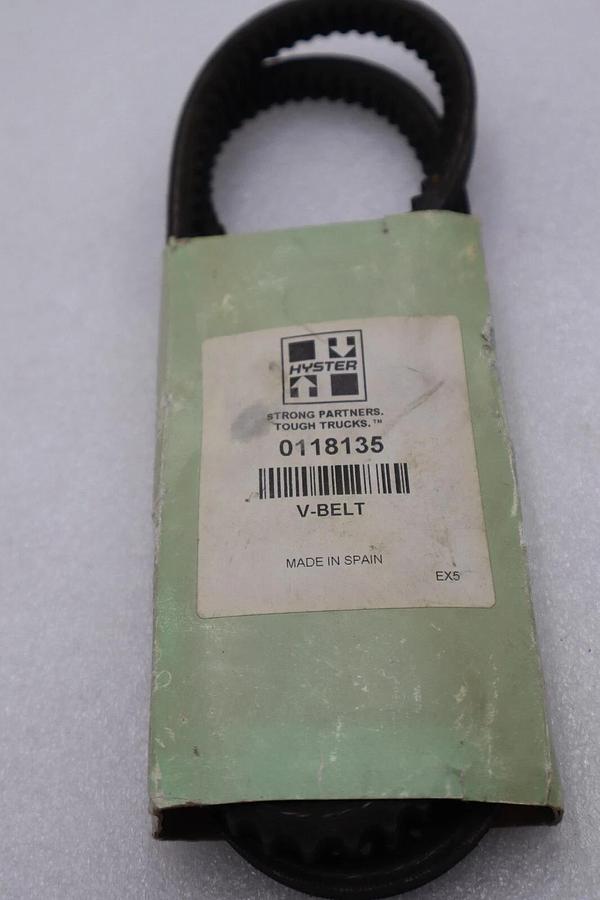 HYSTER
STRONG PARTNERS.
TOUGH TRUCKS.™
0118135
V-BELT
MADE IN SPAIN
EX5